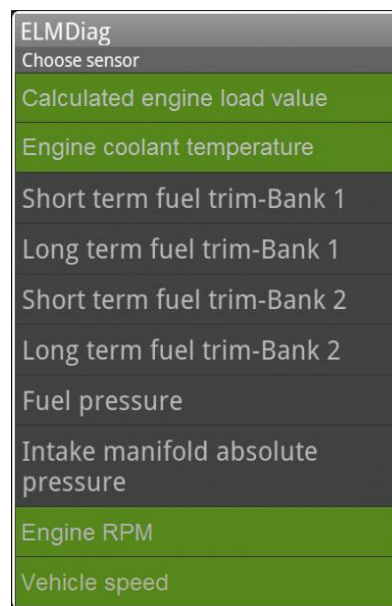 ELMDiag
Choose sensor
Calculated engine load value
Engine coolant temperature
Short term fuel trim-Bank 1
Long term fuel trim-Bank 1
Short term fuel trim-Bank 2
Long term fuel trim-Bank 2
Fuel pressure
Intake manifold absolute
pressure
Engine RPM
Vehicle speed